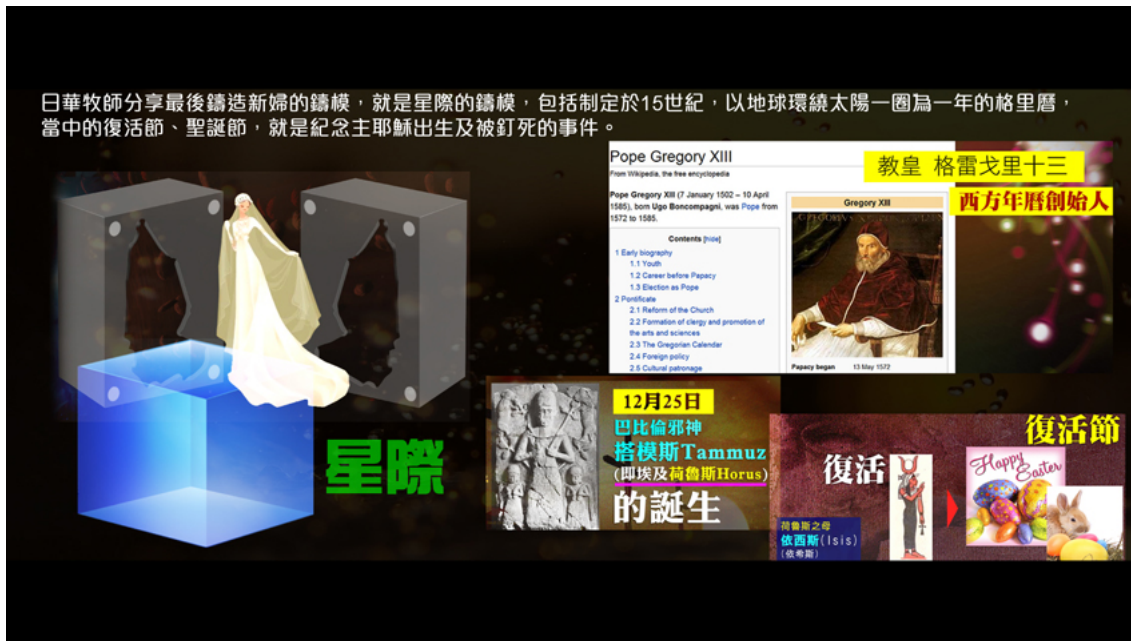 日華牧師分享最後鑄造新婦的鑄模，就是星際的鑄模，包括制定於15世紀，以地球環繞太陽一圈為一年的格里曆，
當中的復活節、聖誕節，就是紀念主耶穌出生及被釘死的事件。
Pope Gregory XIII
From Wikipedia, the free encyclopedia
Pope Gregory XIII (7 January 1502 – 10 April
1585), born Ugo Boncompagni, was Pope from
1572 to 1585.
Contents [hide]
1 Early biography
1.1 Youth
1.2 Career before Papacy
1.3 Election as Pope
2 Pontificate
2.1 Reform of the Church
2.2 Formation of clergy and promotion of
the arts and sciences
2.3 The Gregorian Calendar
2.4 Foreign policy
2.5 Cultural patronage
教皇 格雷戈里十三
西方年曆創始人
Gregory XIII
Papacy began 13 May 1572
星際
12月25日
巴比倫邪神
搭模斯Tammuz
(即埃及荷魯斯Horus)
的誕生
復活節
復活
Happy
Easter
荷魯斯之母
依西斯(Isis)
(依希斯)